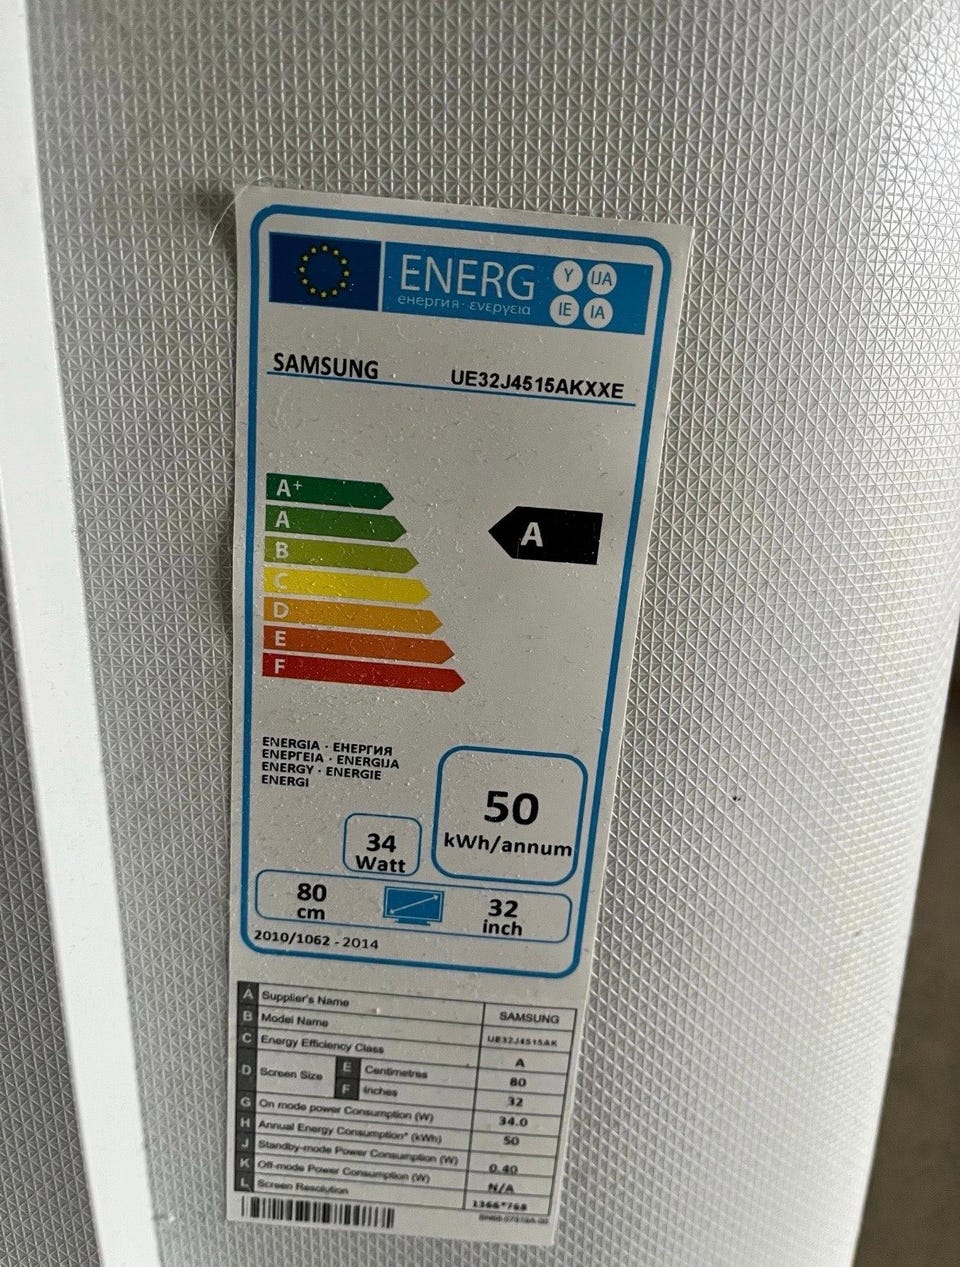 ENERG Y IJA
енергия · ενεργεια IE IA
SAMSUNG UE32J4515AKXXE
A+
A
B
C
D
E
F
A
ENERGIA · ЕНЕРГИЯ
ΕΝΕΡΓΕΙΑ · ENERGIJA
ENERGY · ENERGIE
ENERGI
50
kWh/annum
34
Watt
80
cm
32
inch
2010/1062 - 2014
A Supplier's Name SAMSUNG
B Model Name UE32J4515AK
C Energy Efficiency Class A
D Screen Size E Centimetres 80
F Inches 32
G On mode power Consumption (W) 34.0
H Annual Energy Consumption* (kWh) 50
J Standby-mode Power Consumption (W) 0.40
K Off-mode Power Consumption (W) N/A
L Screen Resolution 1366*768